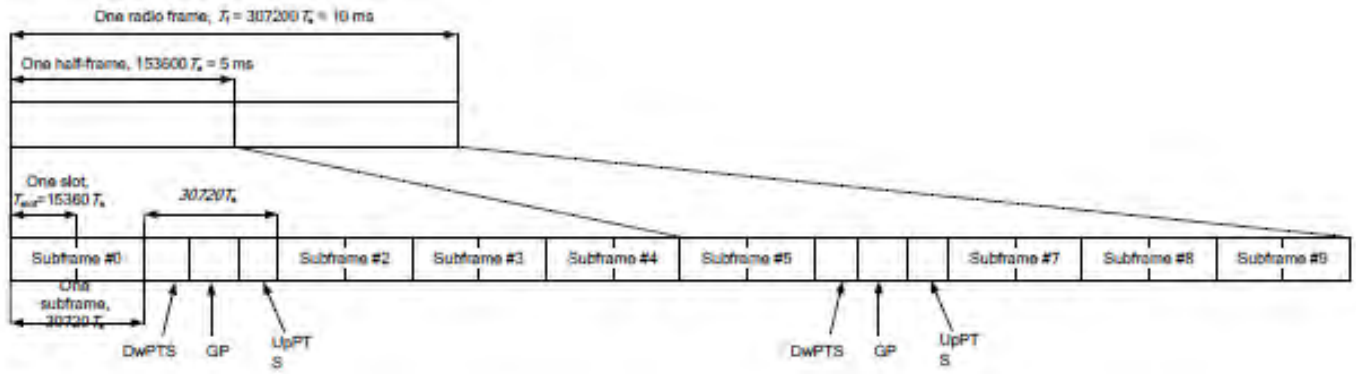 One radio frame, Tf = 307200 Ts = 10 ms
One half-frame, 153600 Ts = 5 ms
One slot,
Tslot=15360 Ts
30720Ts
Subframe #0
Subframe #2
Subframe #3
Subframe #4
Subframe #5
Subframe #7
Subframe #8
Subframe #9
One
subframe,
30720 Ts
DwPTS
GP
UpPT
S
DwPTS
GP
UpPT
S